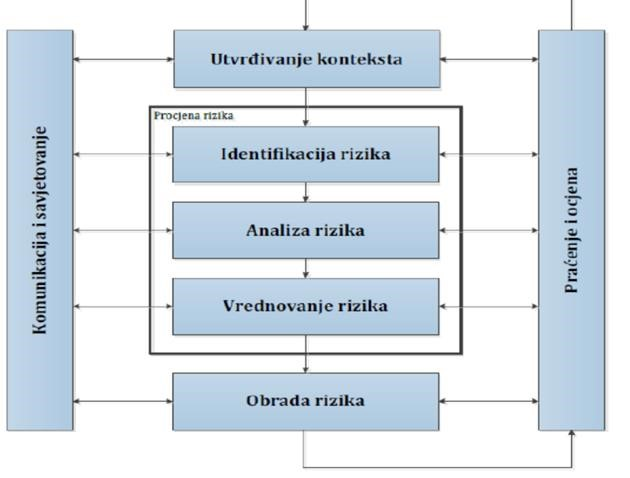 Utvrđivanje konteksta
Procjena rizika
Komunikacija i savjetovanje
Identifikacija rizika
Analiza rizika
Vrednovanje rizika
Praćenje i ocjena
Obrada rizika